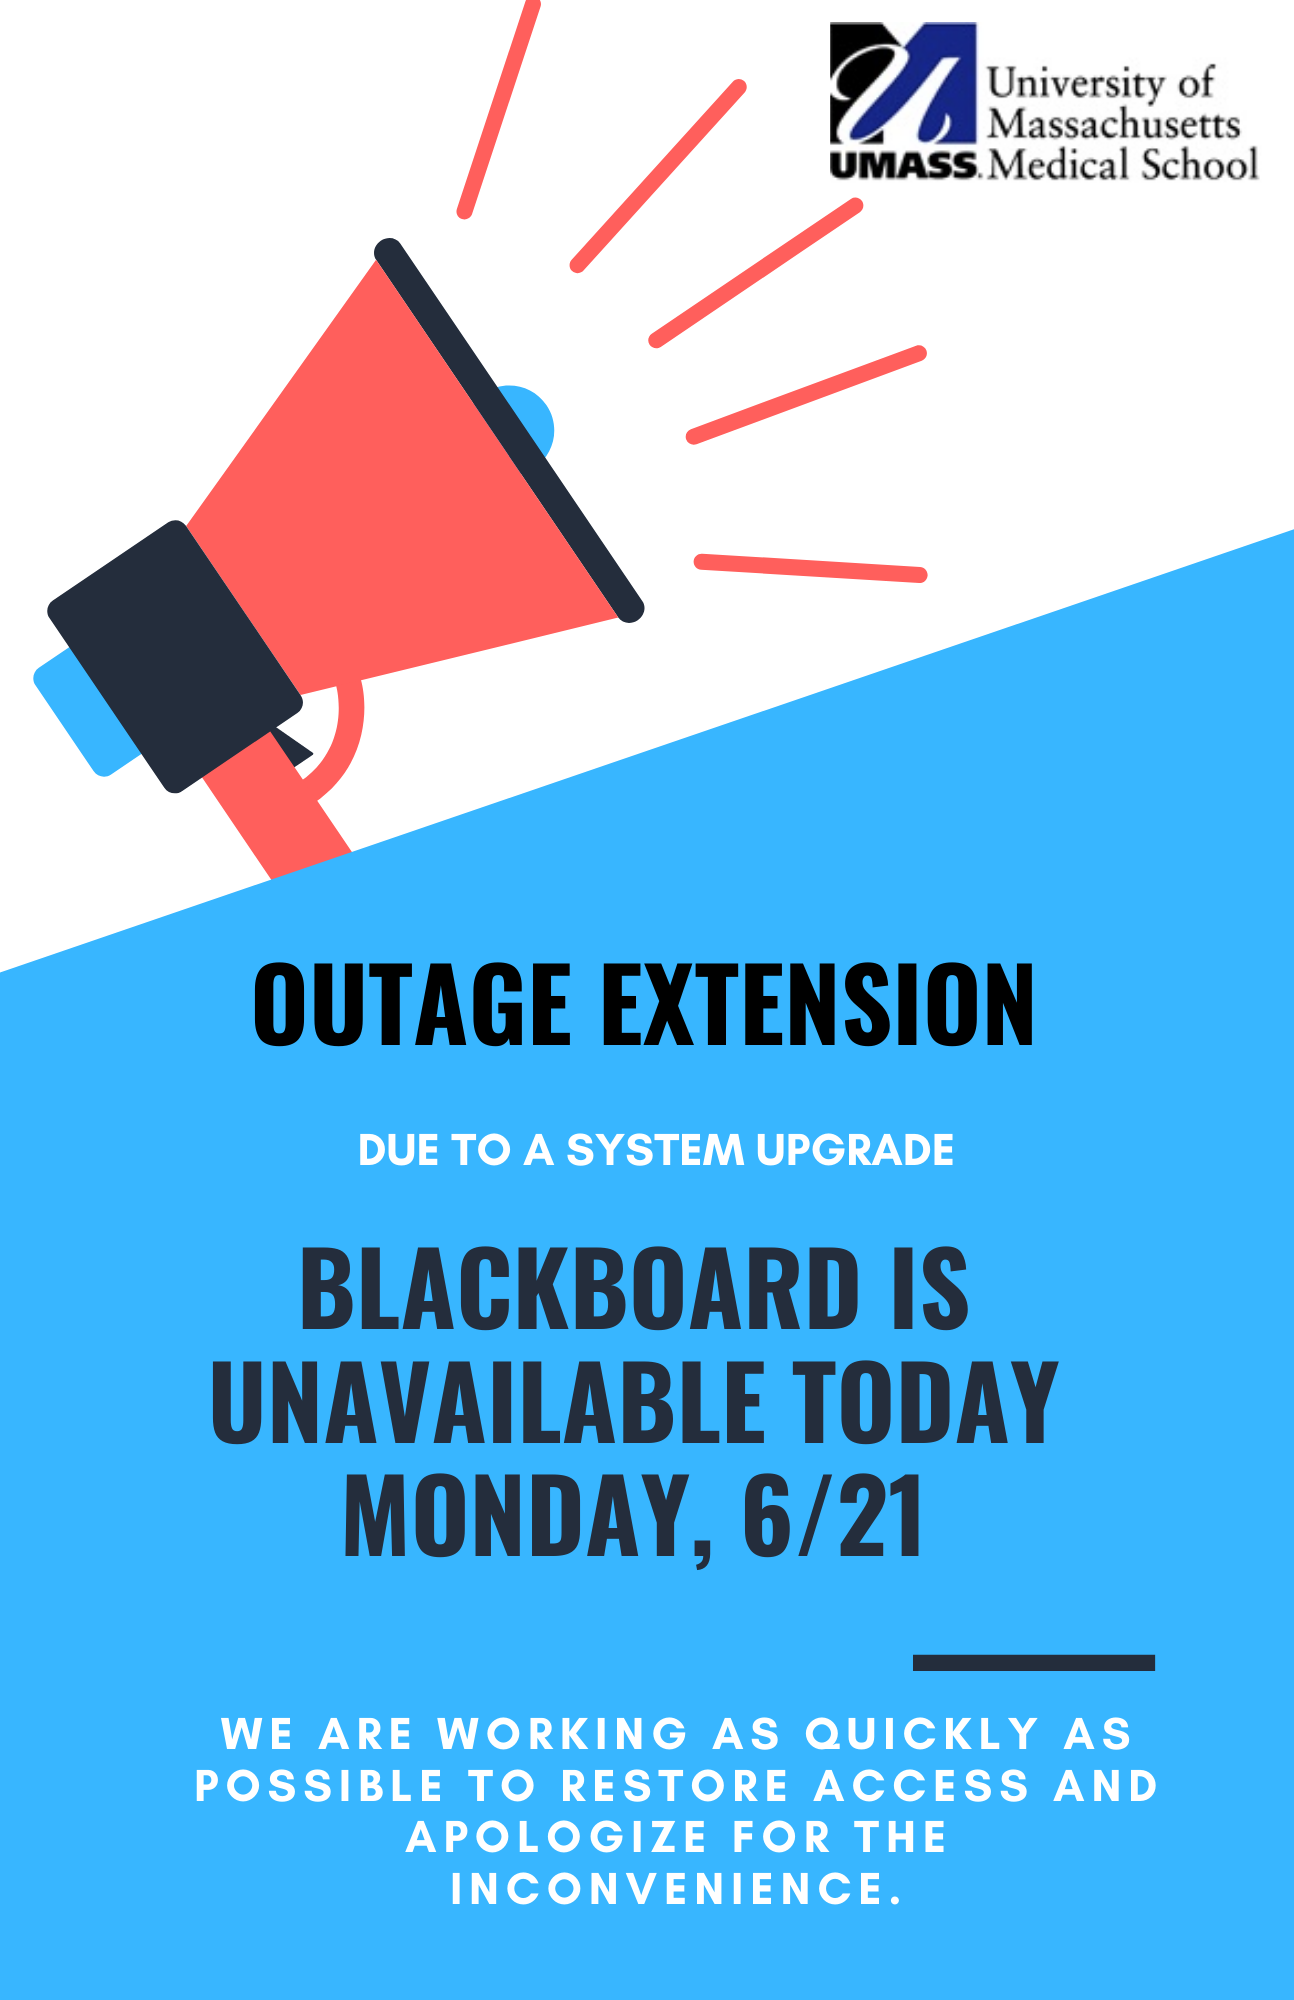 University of
Massachusetts
UMASS. Medical School
OUTAGE EXTENSION
DUE TO A SYSTEM UPGRADE
BLACKBOARD IS
UNAVAILABLE TODAY
MONDAY, 6/21
WE ARE WORKING AS QUICKLY AS
POSSIBLE TO RESTORE ACCESS AND
APOLOGIZE FOR THE
INCONVENIENCE.